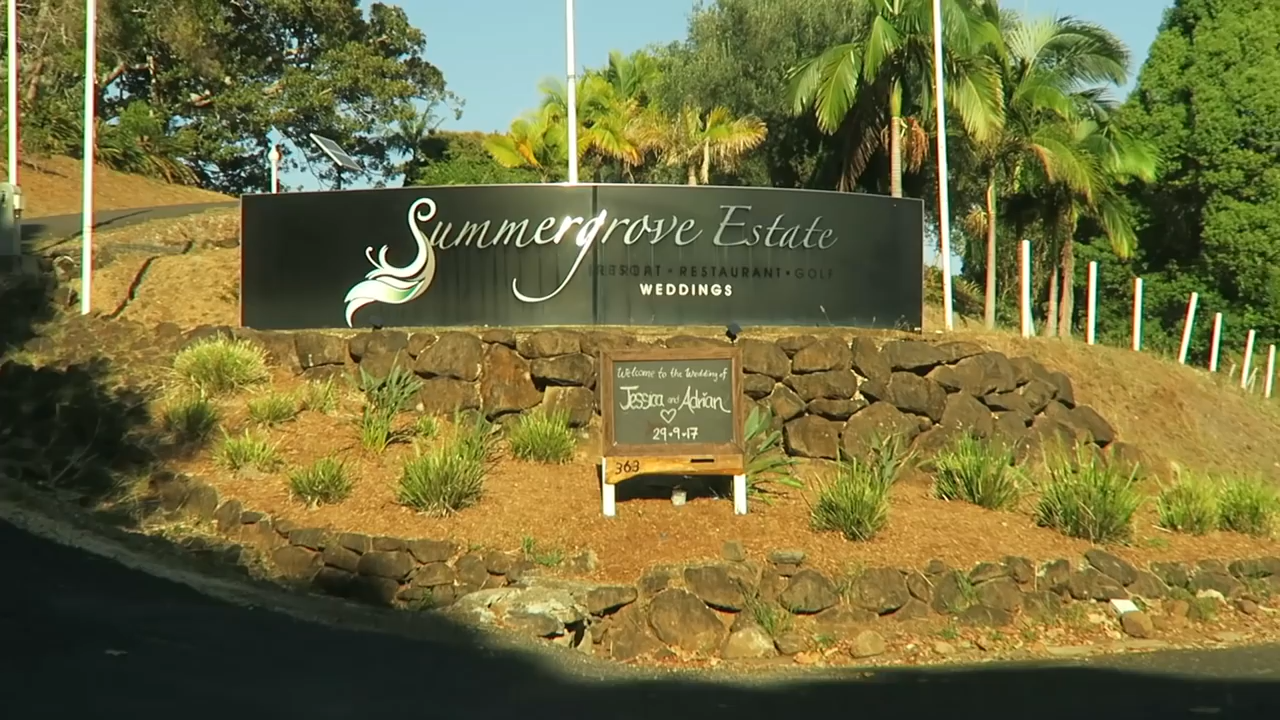 Summergrove Estate
RESORT • RESTAURANT • GOLF
WEDDINGS
Welcome to the Wedding of
Jessica and Adrian
29•9•17
363